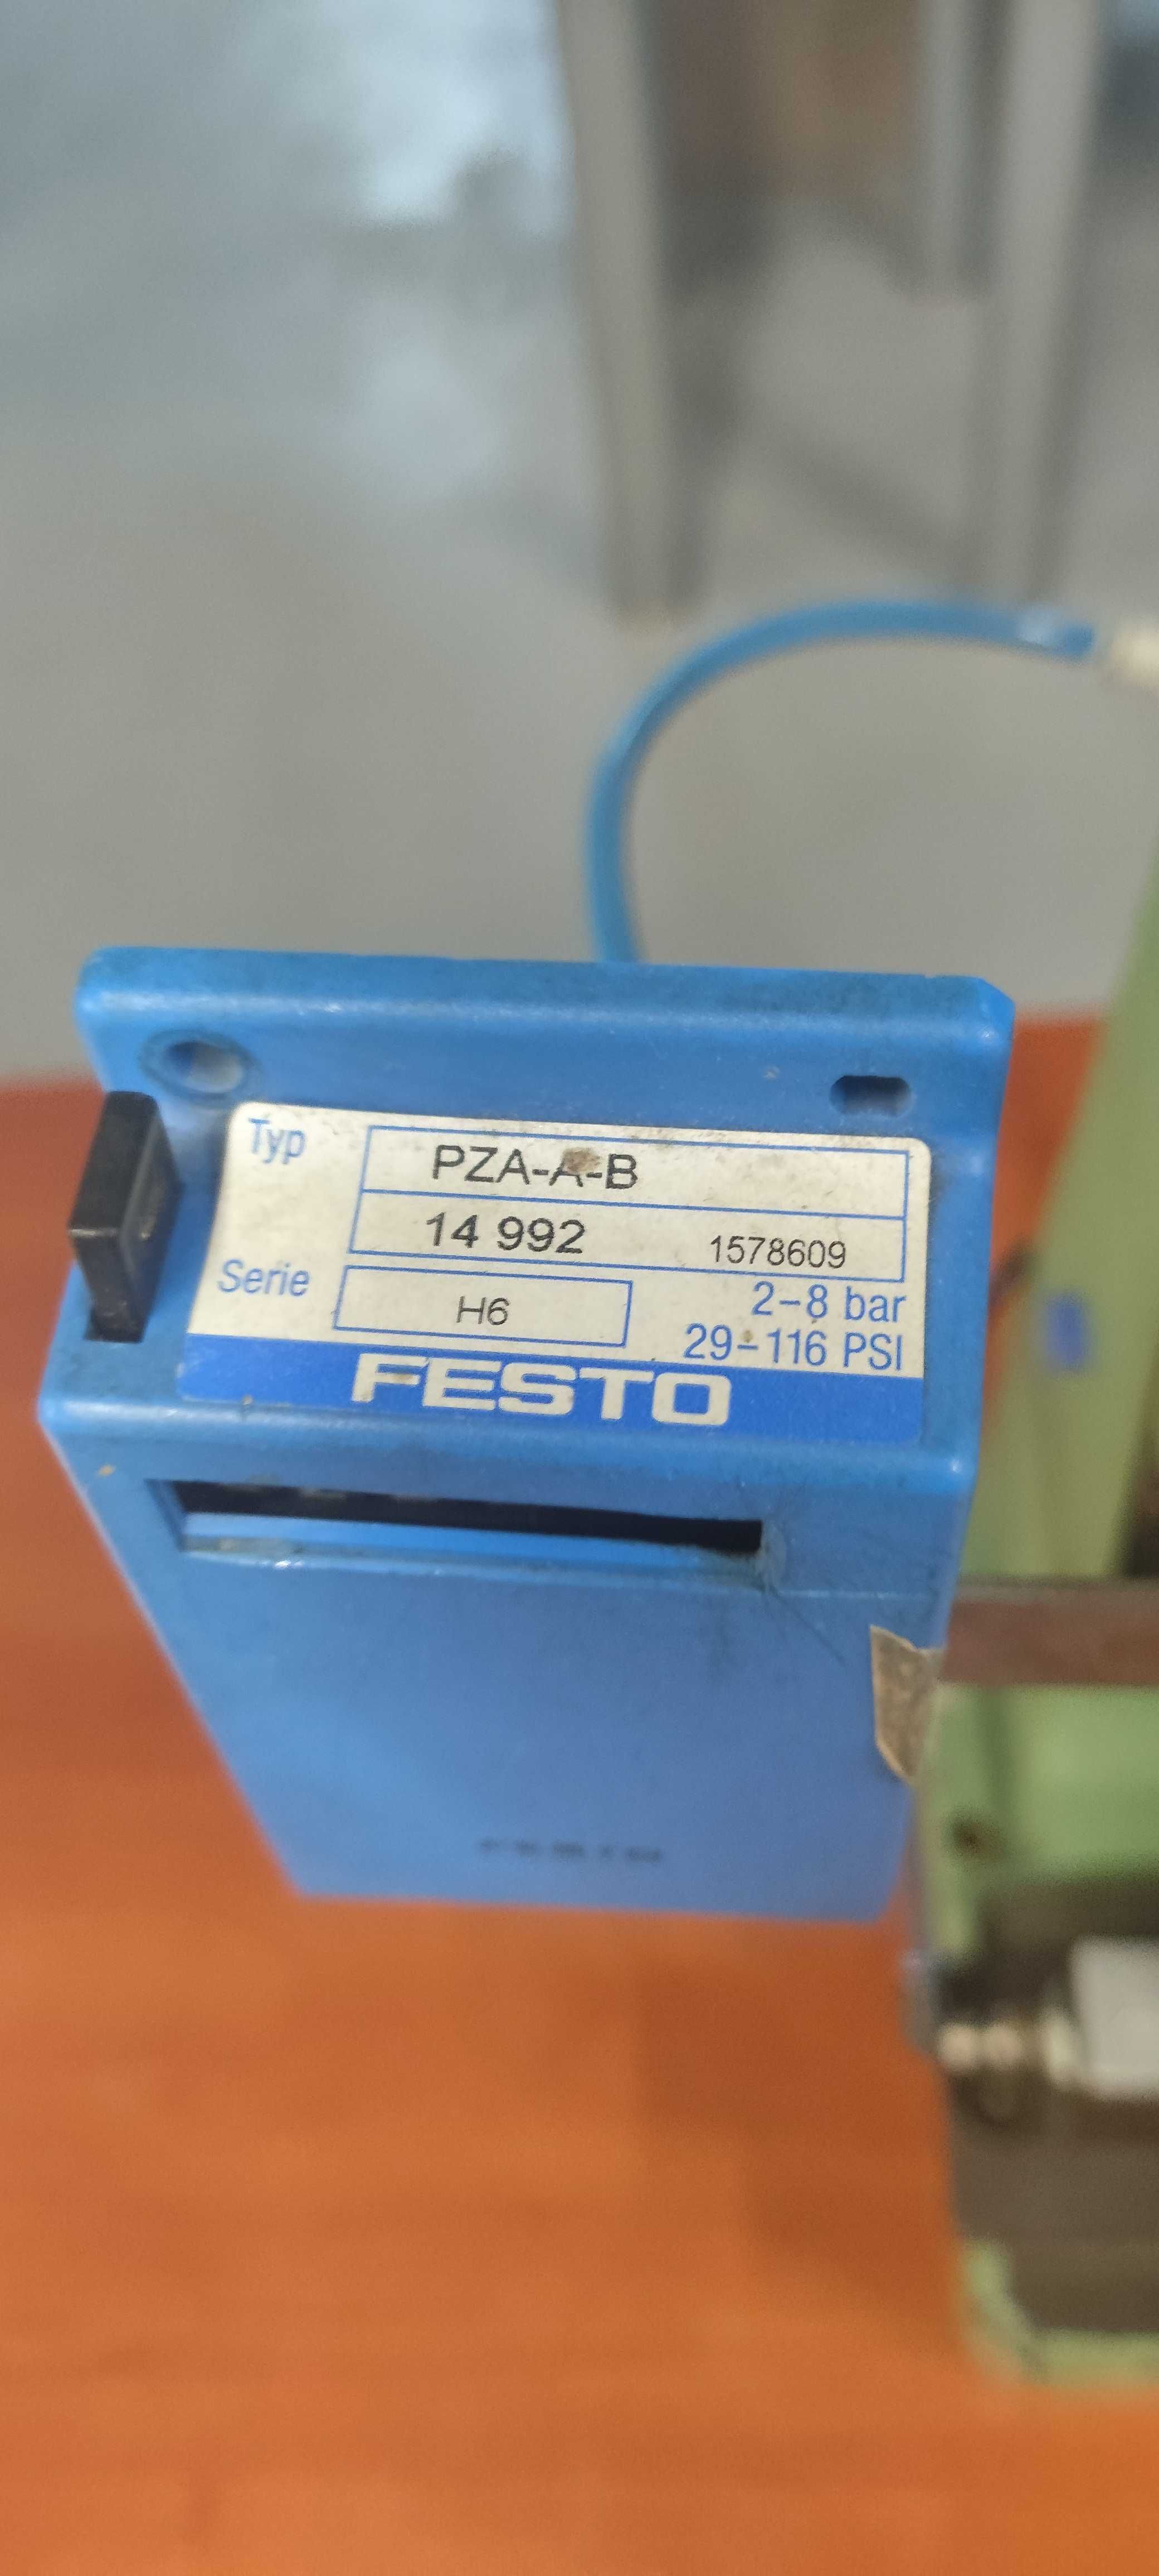 Typ PZA-A-B
14 992 1578609
Serie H6 2-8 bar
29-116 PSI
FESTO